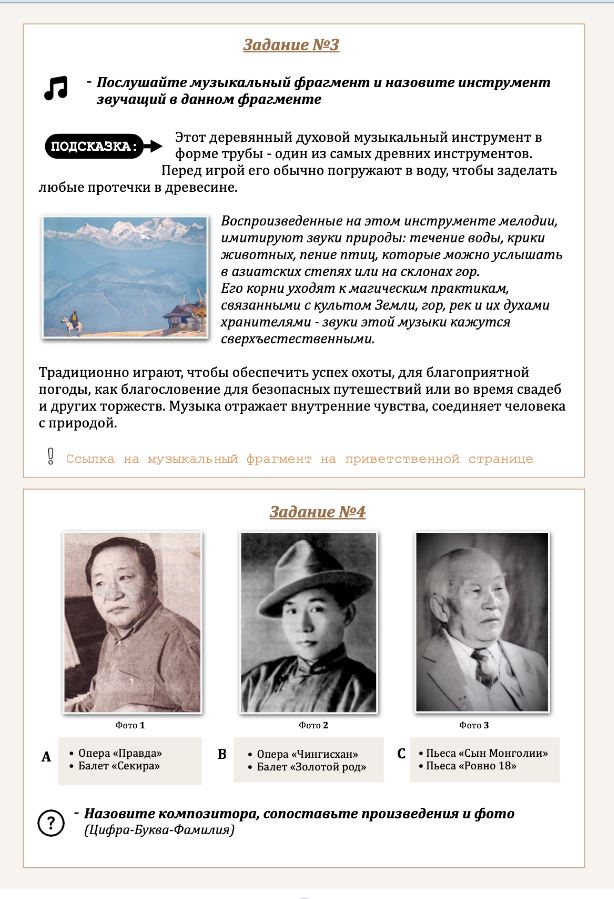 Задание №3
- Послушайте музыкальный фрагмент и назовите инструмент
звучащий в данном фрагменте
ПОДСКАЗКА:
Этот деревянный духовой музыкальный инструмент в
форме трубы - один из самых древних инструментов.
Перед игрой его обычно погружают в воду, чтобы заделать
любые протечки в древесине.
Воспроизведенные на этом инструменте мелодии,
имитируют звуки природы: течение воды, крики
животных, пение птиц, которые можно услышать
в азиатских степях или на склонах гор.
Его корни уходят к магическим практикам,
связанными с культом Земли, гор, рек и их духами
хранителями - звуки этой музыки кажутся
сверхъестественными.
Традиционно играют, чтобы обеспечить успех охоты, для благоприятной
погоды, как благословение для безопасных путешествий или во время свадеб
и других торжеств. Музыка отражает внутренние чувства, соединяет человека
с природой.
Ссылка на музыкальный фрагмент на приветственной странице
Задание №4
Фото 1
Фото 2
Фото 3
A
• Опера «Правда»
• Балет «Секира»
B
• Опера «Чингисхан»
• Балет «Золотой род»
C
• Пьеса «Сын Монголии»
• Пьеса «Ровно 18»
- Назовите композитора, сопоставьте произведения и фото
(Цифра-Буква-Фамилия)